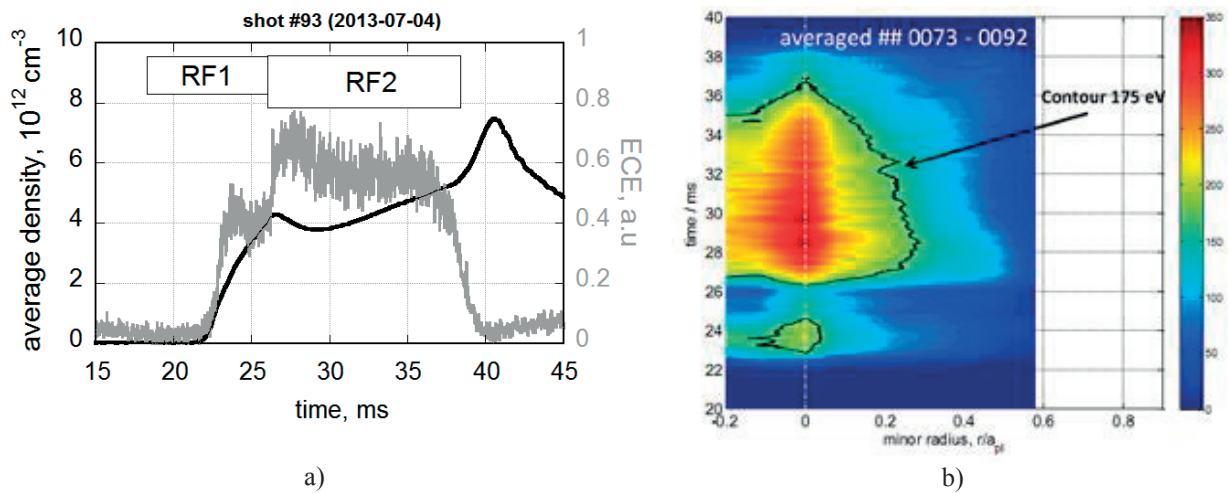 shot #93 (2013-07-04)
10
8
6
4
2
0
average density, 10¹² cm⁻³
RF1
RF2
1
0.8
0.6
0.4
0.2
0
ECE, a.u
15 20 25 30 35 40 45
time, ms
a)
averaged ## 0073 - 0092
Contour 175 eV
40
38
36
34
32
30
28
26
24
22
20
time / ms
-0.2 0 0.2 0.4 0.6 0.8
minor radius, r/aₚₗ
350
300
250
200
150
100
50
0
b)